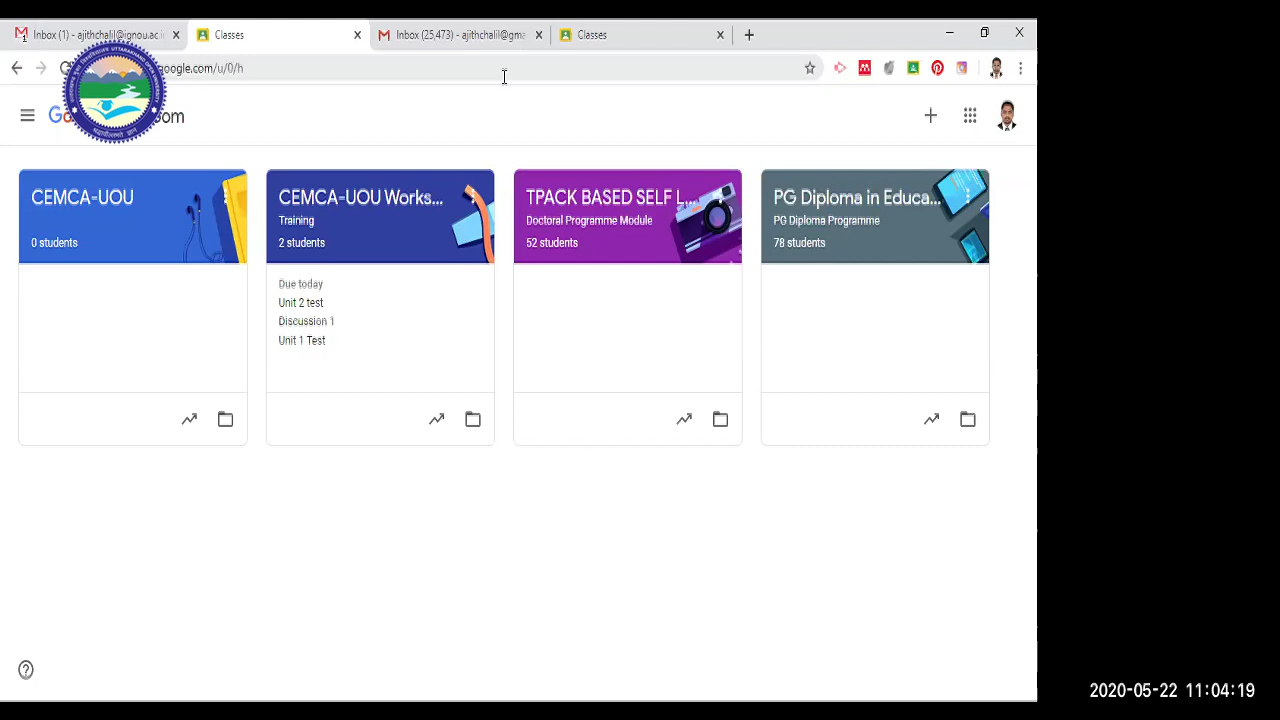 Inbox (1) - ajithchalil@ignou.ac.i
Classes
Inbox (25,473) - ajithchalil@gma
Classes
google.com/u/0/h
CEMCA-UOU
0 students
CEMCA-UOU Works...
Training
2 students
Due today
Unit 2 test
Discussion 1
Unit 1 Test
TPACK BASED SELF L...
Doctoral Programme Module
52 students
PG Diploma in Educa...
PG Diploma Programme
78 students
2020-05-22 11:04:19